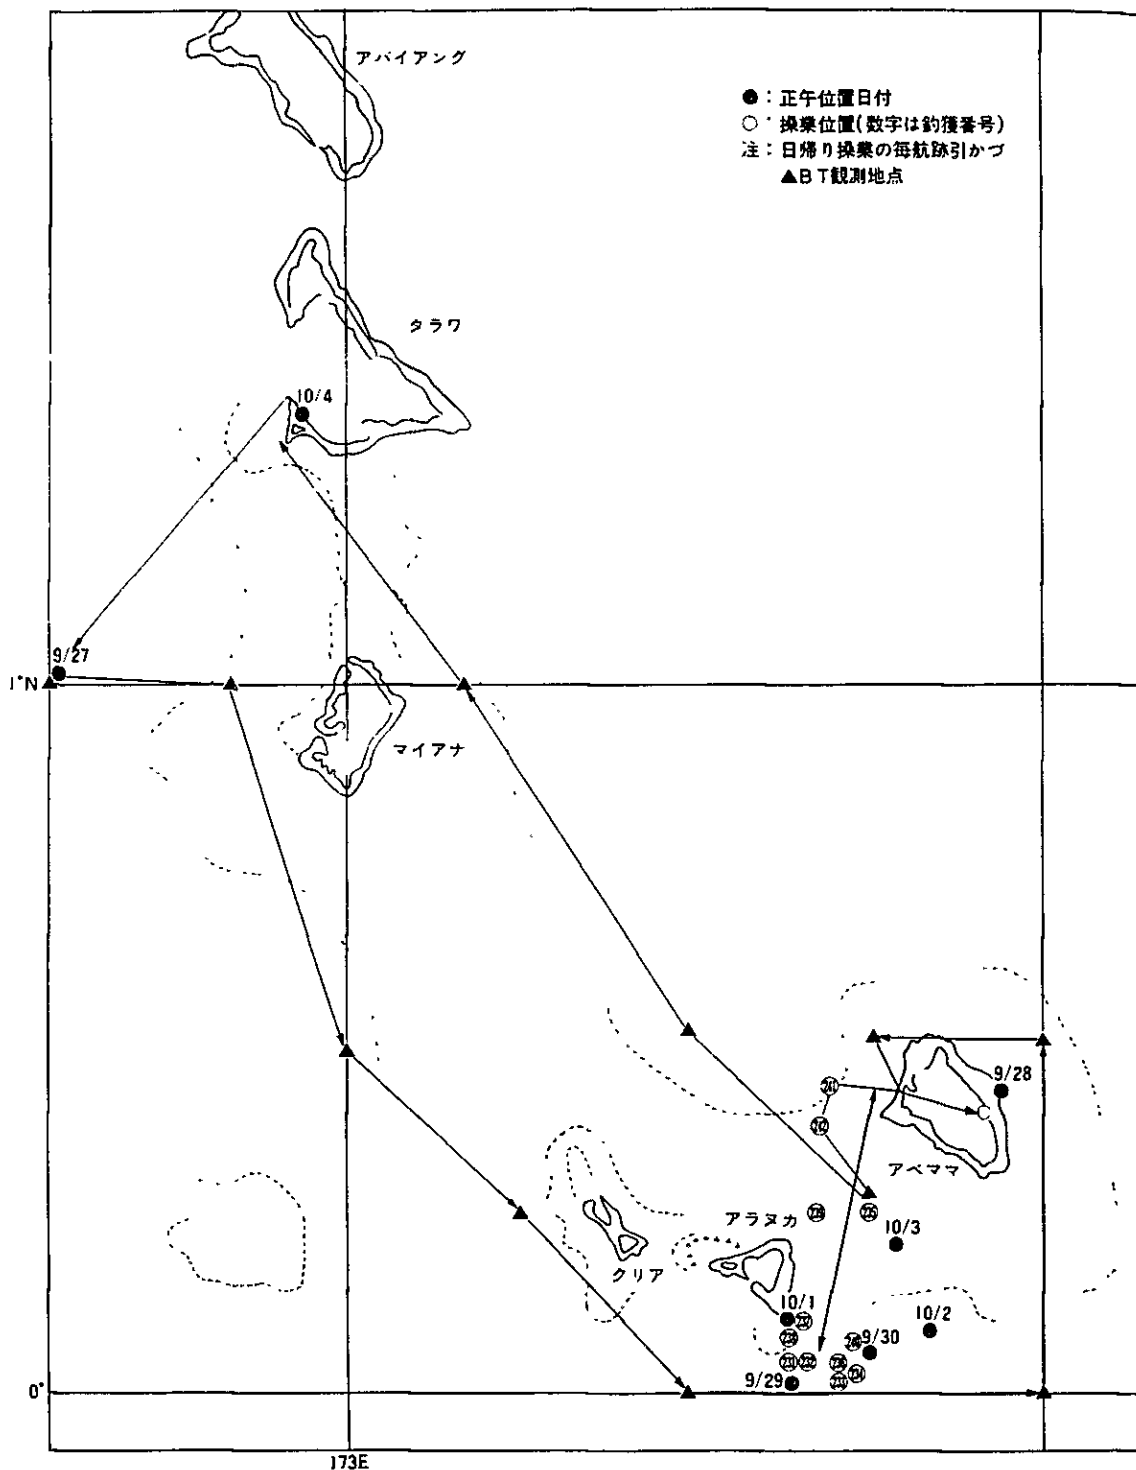 アバイアング
●：正午位置日付
○：操業位置(数字は釣獲番号)
注：日帰り操業の毎航跡引かづ
▲BT観測地点
タラワ
10/4
9/27
1°N
マイアナ
9/28
241
242
アベママ
アラヌカ
10/3
クリア
10/1
10/2
9/30
231
232
9/29
0°
173E